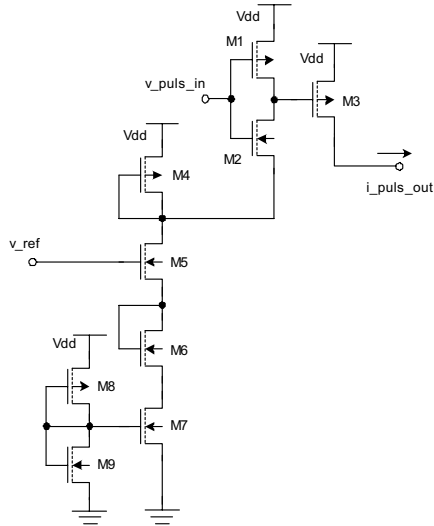 Vdd
M1
v_puls_in
Vdd
M3
M2
Vdd
M4
i_puls_out
v_ref
M5
Vdd
M6
M8
M7
M9